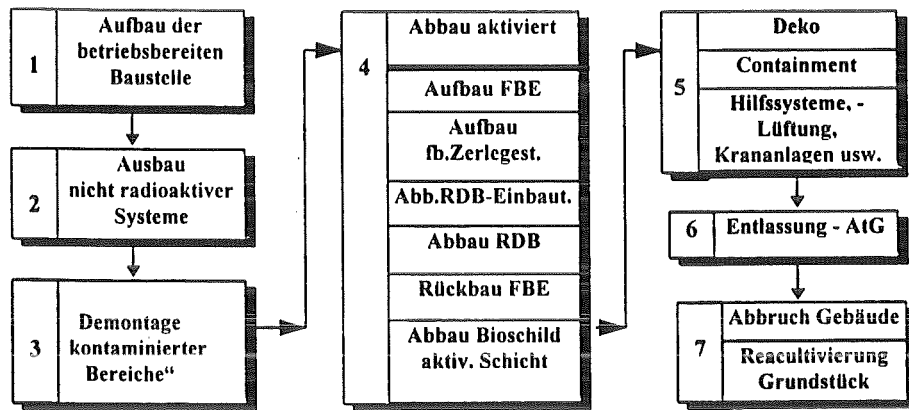 1
Aufbau der
betriebsbereiten
Baustelle
2
Ausbau
nicht radioaktiver
Systeme
3
Demontage
kontaminierter
Bereiche“
4
Abbau aktiviert
Aufbau FBE
Aufbau
fb.Zerlegest.
Abb.RDB-Einbaut.
Abbau RDB
Rückbau FBE
Abbau Bioschild
aktiv. Schicht
5
Deko
Containment
Hilfssysteme, -
Lüftung,
Krananlagen usw.
6
Entlassung - AtG
7
Abbruch Gebäude
Reacultivierung
Grundstück